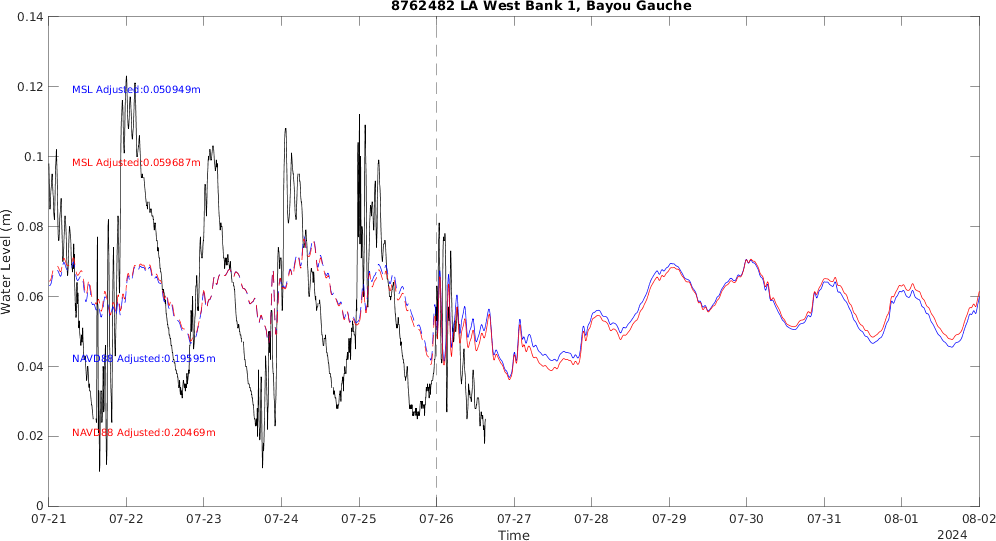 8762482 LA West Bank 1, Bayou Gauche
Water Level (m)
0.14
0.12
0.1
0.08
0.06
0.04
0.02
0
MSL Adjusted:0.050949m
MSL Adjusted:0.059687m
NAVD88 Adjusted:0.19595m
NAVD88 Adjusted:0.20469m
07-21 07-22 07-23 07-24 07-25 07-26 07-27 07-28 07-29 07-30 07-31 08-01 08-02
Time
2024